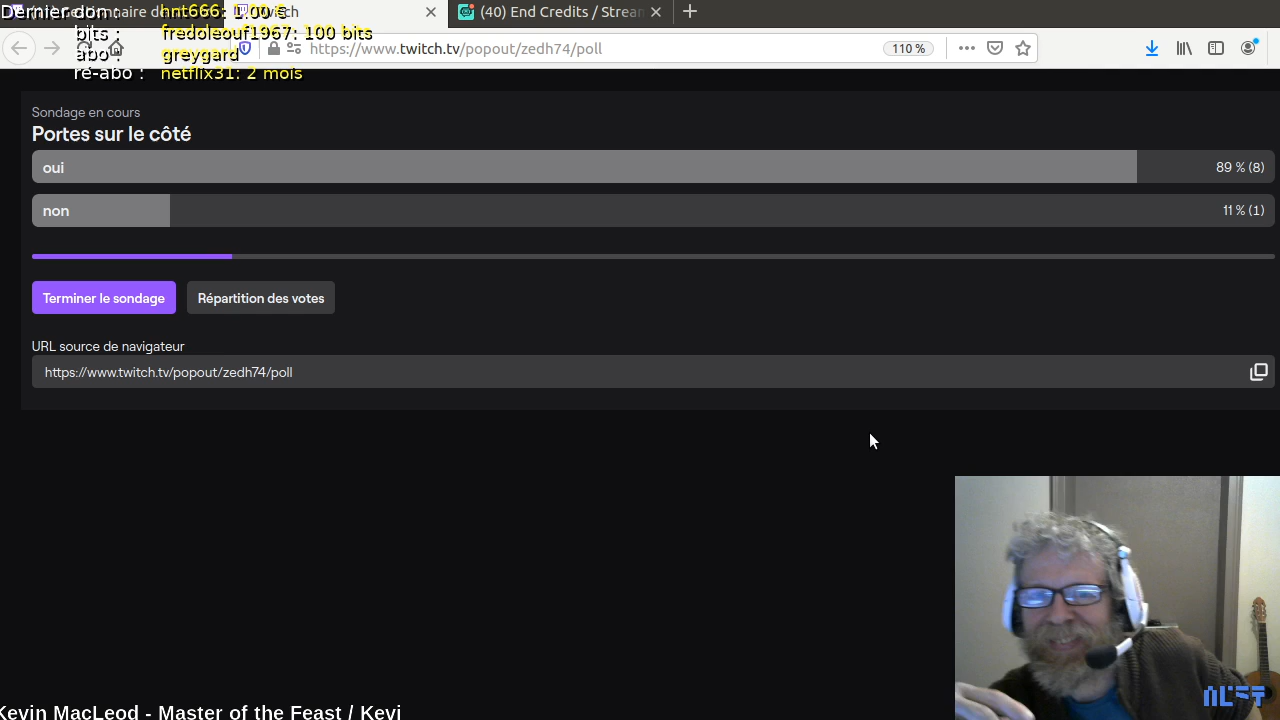 Dernier don : hnt666: 1.00 €
bits : fredoleouf1967: 100 bits
abo : greygard
ré-abo : netflix31: 2 mois
(40) End Credits / Strea
https://www.twitch.tv/popout/zedh74/poll
110 %
Sondage en cours
Portes sur le côté
oui 89 % (8)
non 11 % (1)
Terminer le sondage Répartition des votes
URL source de navigateur
https://www.twitch.tv/popout/zedh74/poll
Kevin MacLeod - Master of the Feast / Kevi